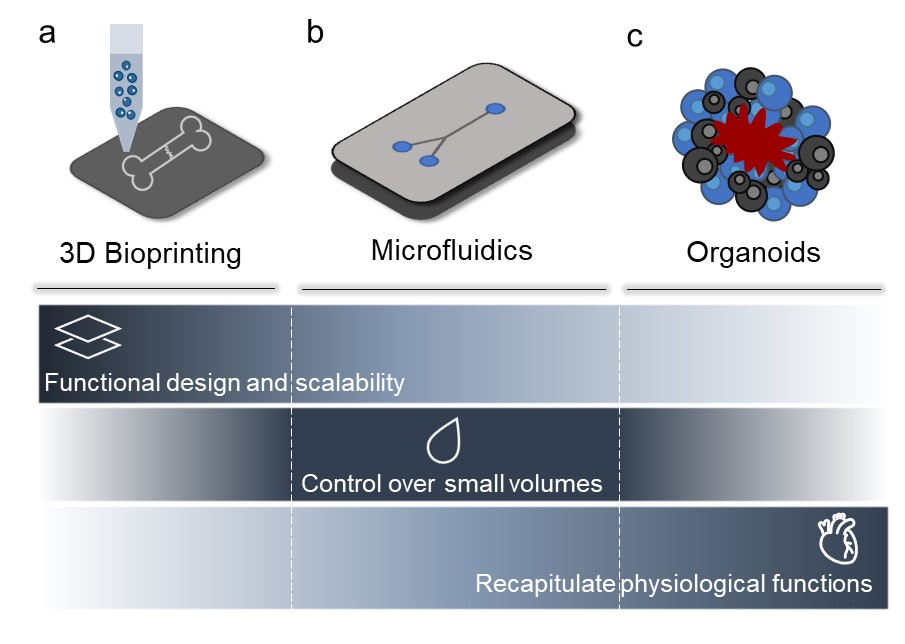 a
b
c
3D Bioprinting
Microfluidics
Organoids
Functional design and scalability
Control over small volumes
Recapitulate physiological functions